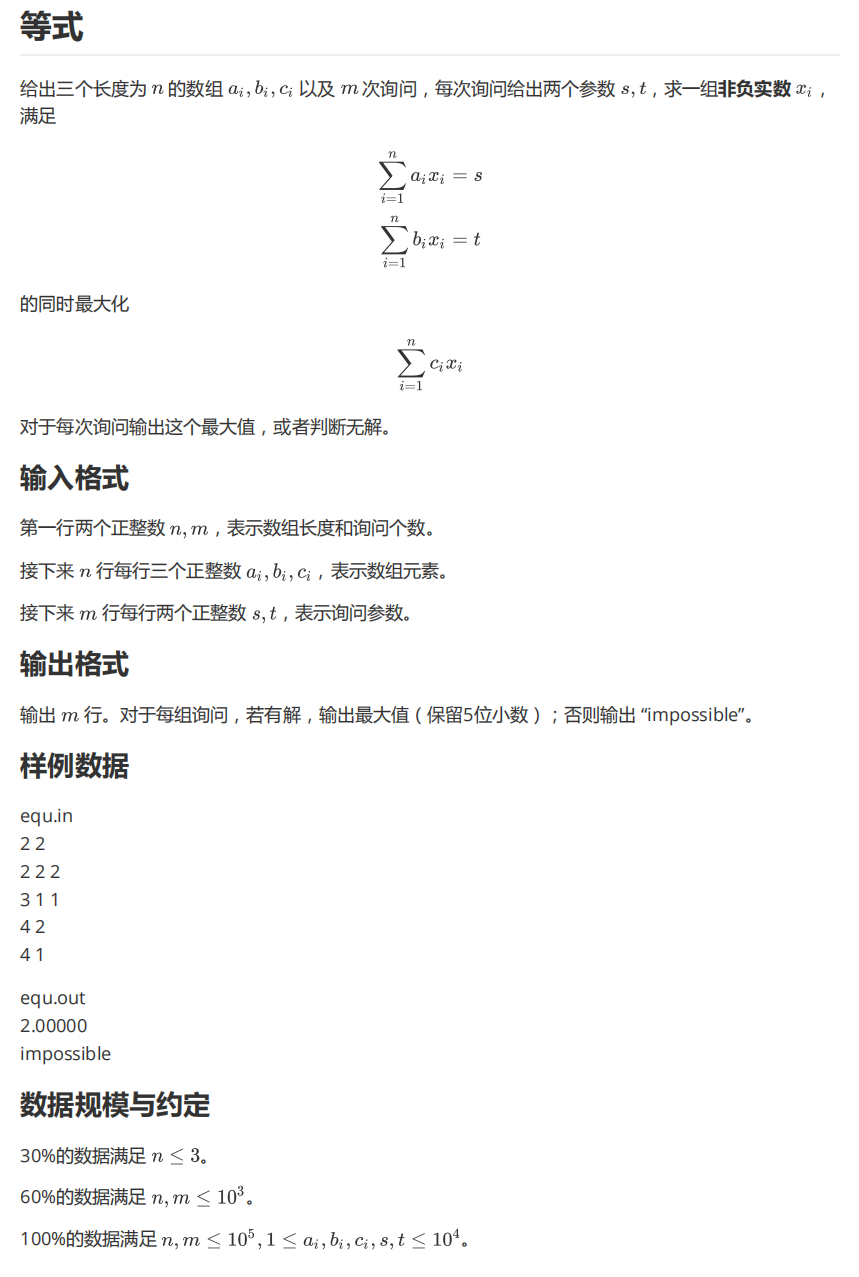 等式
给出三个长度为 n 的数组 a_i, b_i, c_i 以及 m 次询问，每次询问给出两个参数 s, t，求一组非负实数 x_i，
满足
\sum_{i=1}^{n} a_i x_i = s
\sum_{i=1}^{n} b_i x_i = t
的同时最大化
\sum_{i=1}^{n} c_i x_i
对于每次询问输出这个最大值，或者判断无解。
输入格式
第一行两个正整数 n, m，表示数组长度和询问个数。
接下来 n 行每行三个正整数 a_i, b_i, c_i，表示数组元素。
接下来 m 行每行两个正整数 s, t，表示询问参数。
输出格式
输出 m 行。对于每组询问，若有解，输出最大值（保留5位小数）；否则输出 “impossible”。
样例数据
equ.in
2 2
2 2 2
3 1 1
4 2
4 1
equ.out
2.00000
impossible
数据规模与约定
30%的数据满足 n ≤ 3。
60%的数据满足 n, m ≤ 10^3。
100%的数据满足 n, m ≤ 10^5, 1 ≤ a_i, b_i, c_i, s, t ≤ 10^4。